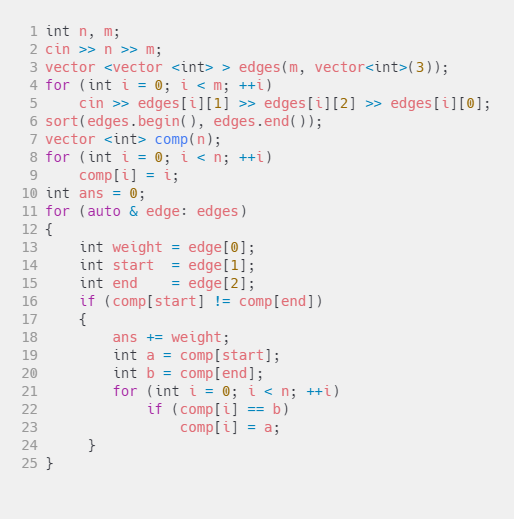 1 int n, m;
2 cin >> n >> m;
3 vector <vector <int> > edges(m, vector<int>(3));
4 for (int i = 0; i < m; ++i)
5     cin >> edges[i][1] >> edges[i][2] >> edges[i][0];
6 sort(edges.begin(), edges.end());
7 vector <int> comp(n);
8 for (int i = 0; i < n; ++i)
9     comp[i] = i;
10 int ans = 0;
11 for (auto & edge: edges)
12 {
13     int weight = edge[0];
14     int start  = edge[1];
15     int end    = edge[2];
16     if (comp[start] != comp[end])
17     {
18         ans += weight;
19         int a = comp[start];
20         int b = comp[end];
21         for (int i = 0; i < n; ++i)
22             if (comp[i] == b)
23                 comp[i] = a;
24      }
25 }